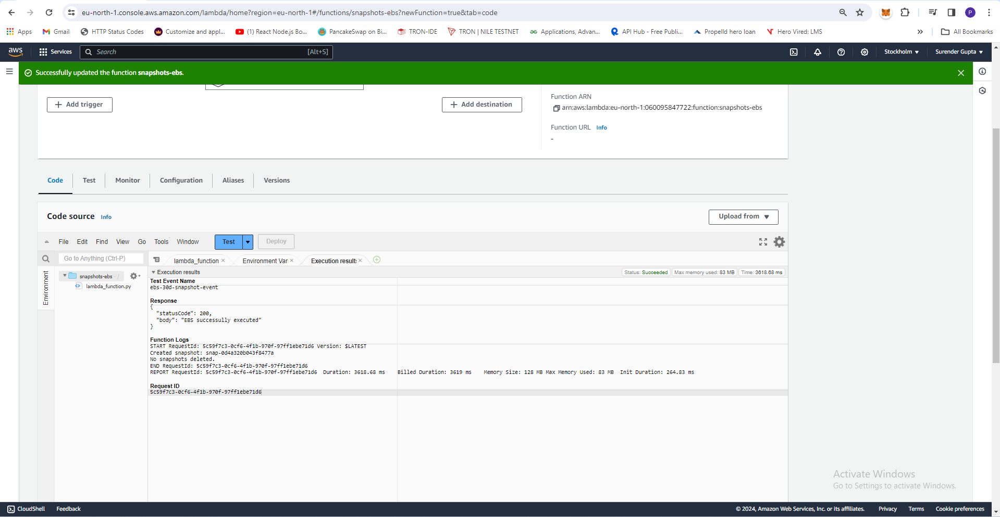 eu-north-1.console.aws.amazon.com/lambda/home?region=eu-north-1#/functions/snapshots-ebs?newFunction=true&tab=code
P
Apps
Gmail
HTTP Status Codes
Customize and appl...
(1) React Node.js Bo...
PancakeSwap on Bi...
TRON-IDE
TRON | NILE TESTNET
Applications, Advan...
API Hub - Free Publi...
Propelld hero loan
Hero Vired: LMS
All Bookmarks
aws
Services
Search
[Alt+S]
Stockholm
Surender Gupta
Successfully updated the function snapshots-ebs.
Add trigger
Add destination
Function ARN
arn:aws:lambda:eu-north-1:060095847722:function:snapshots-ebs
Function URL Info
-
Code
Test
Monitor
Configuration
Aliases
Versions
Code source Info
Upload from
File Edit Find View Go Tools Window
Test
Deploy
Go to Anything (Ctrl-P)
lambda_function
Environment Vari
Execution results
Environment
snapshots-ebs - /
lambda_function.py
Execution results
Status: Succeeded
Max memory used: 83 MB
Time: 3618.68 ms
Test Event Name
ebs-30d-snapshot-event
Response
{
"statusCode": 200,
"body": "EBS successully executed"
}
Function Logs
START RequestId: 5c59f7c3-0cf6-4f1b-970f-97ff1ebe71d6 Version: $LATEST
Created snapshot: snap-0d4a320b043f8477a
No snapshots deleted.
END RequestId: 5c59f7c3-0cf6-4f1b-970f-97ff1ebe71d6
REPORT RequestId: 5c59f7c3-0cf6-4f1b-970f-97ff1ebe71d6 Duration: 3618.68 ms Billed Duration: 3619 ms Memory Size: 128 MB Max Memory Used: 83 MB Init Duration: 264.83 ms
Request ID
5c59f7c3-0cf6-4f1b-970f-97ff1ebe71d6
Activate Windows
Go to Settings to activate Windows.
CloudShell
Feedback
© 2024, Amazon Web Services, Inc. or its affiliates.
Privacy
Terms
Cookie preferences